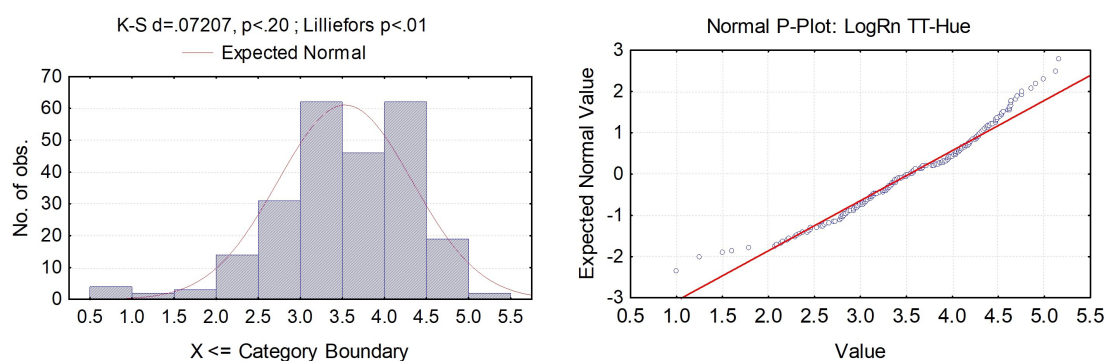 K-S d=.07207, p<.20 ; Lilliefors p<.01
Expected Normal
70
60
50
40
30
20
10
0
No. of obs.
0.5 1.0 1.5 2.0 2.5 3.0 3.5 4.0 4.5 5.0 5.5
X <= Category Boundary
Normal P-Plot: LogRn TT-Hue
3
2
1
0
-1
-2
-3
Expected Normal Value
0.5 1.0 1.5 2.0 2.5 3.0 3.5 4.0 4.5 5.0 5.5
Value